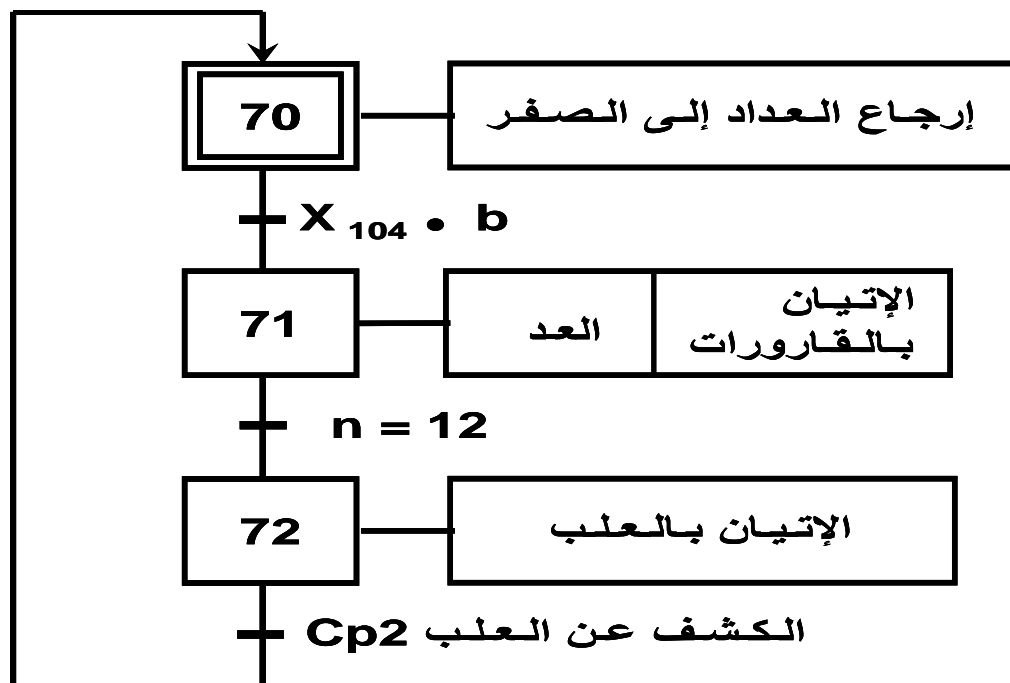 70
إرجاع العداد إلى الصفر
X 104 • b
71
العد
الإتيان
بالقارورات
n = 12
72
الإتيان بالعلب
Cp2 الكشف عن العلب